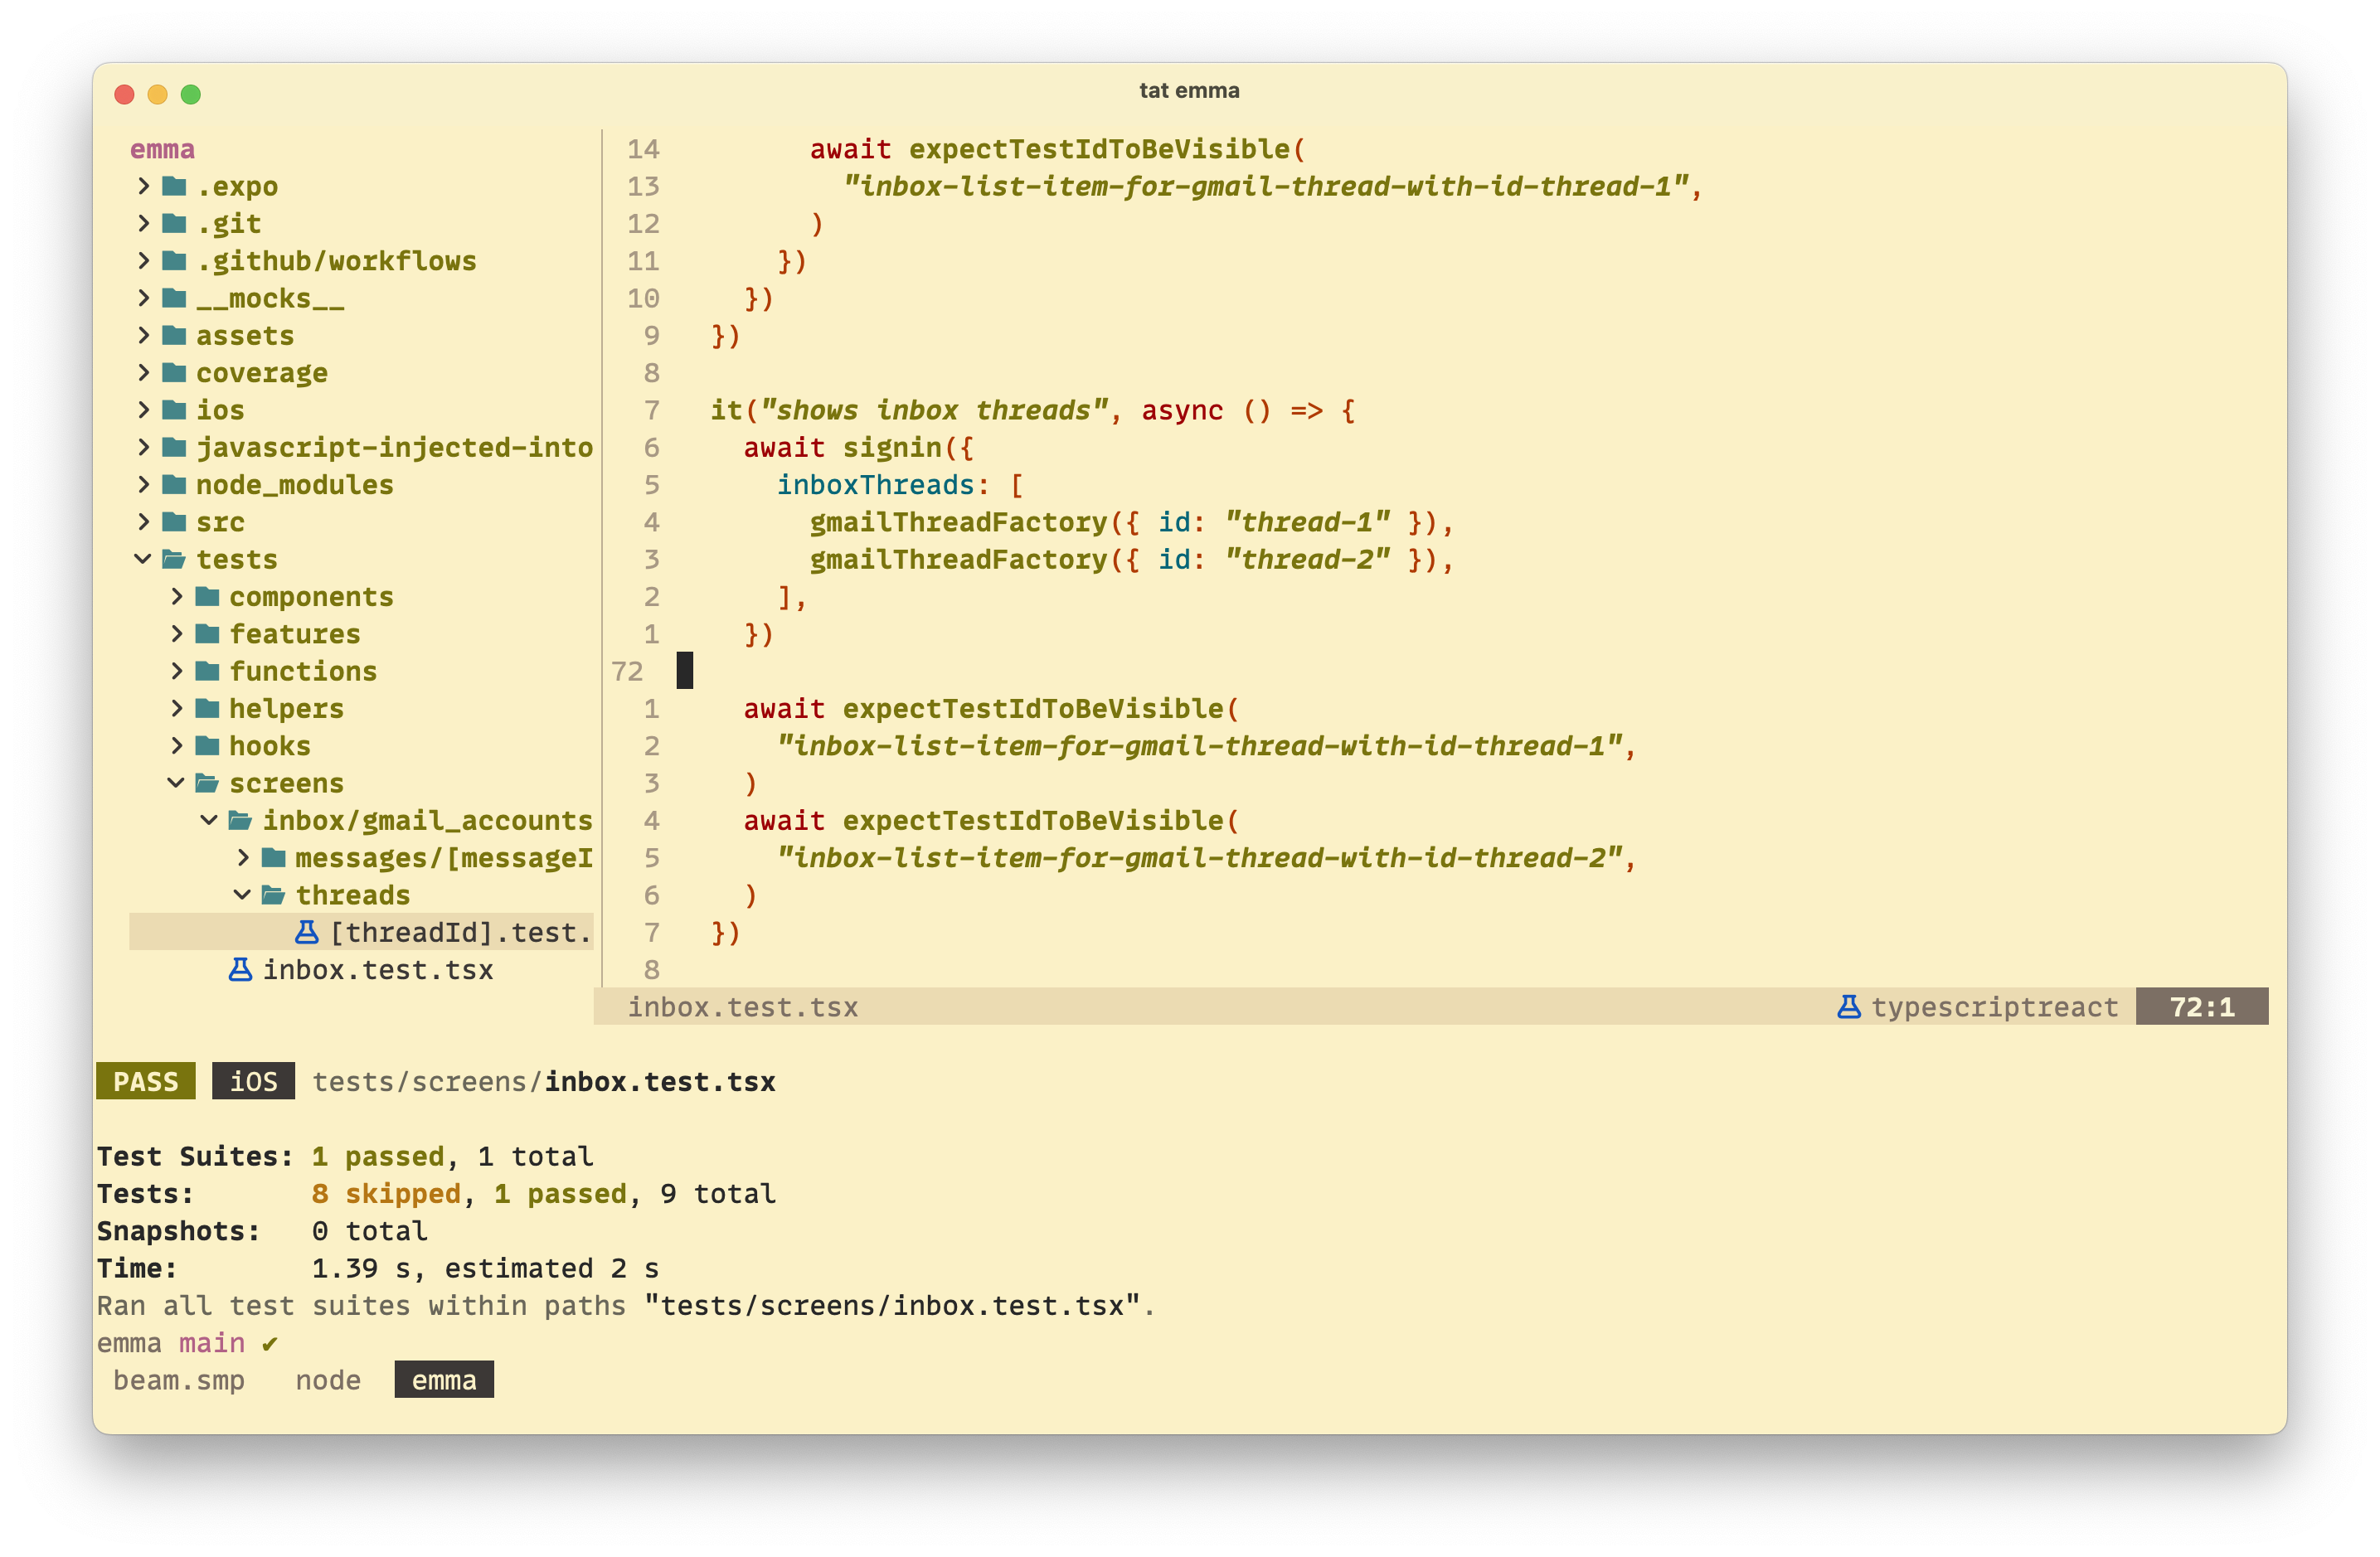 tat emma
emma
.expo
.git
.github/workflows
__mocks__
assets
coverage
ios
javascript-injected-into
node_modules
src
tests
components
features
functions
helpers
hooks
screens
inbox/gmail_accounts
messages/[messageI
threads
[threadId].test.
inbox.test.tsx
14 await expectTestIdToBeVisible(
13 "inbox-list-item-for-gmail-thread-with-id-thread-1",
12 )
11 })
10 })
9 })
8
7 it("shows inbox threads", async () => {
6 await signin({
5 inboxThreads: [
4 gmailThreadFactory({ id: "thread-1" }),
3 gmailThreadFactory({ id: "thread-2" }),
2 ],
1 })
72
1 await expectTestIdToBeVisible(
2 "inbox-list-item-for-gmail-thread-with-id-thread-1",
3 )
4 await expectTestIdToBeVisible(
5 "inbox-list-item-for-gmail-thread-with-id-thread-2",
6 )
7 })
8
inbox.test.tsx typescriptreact 72:1
PASS iOS tests/screens/inbox.test.tsx
Test Suites: 1 passed, 1 total
Tests: 8 skipped, 1 passed, 9 total
Snapshots: 0 total
Time: 1.39 s, estimated 2 s
Ran all test suites within paths "tests/screens/inbox.test.tsx".
emma main ✔
beam.smp node emma